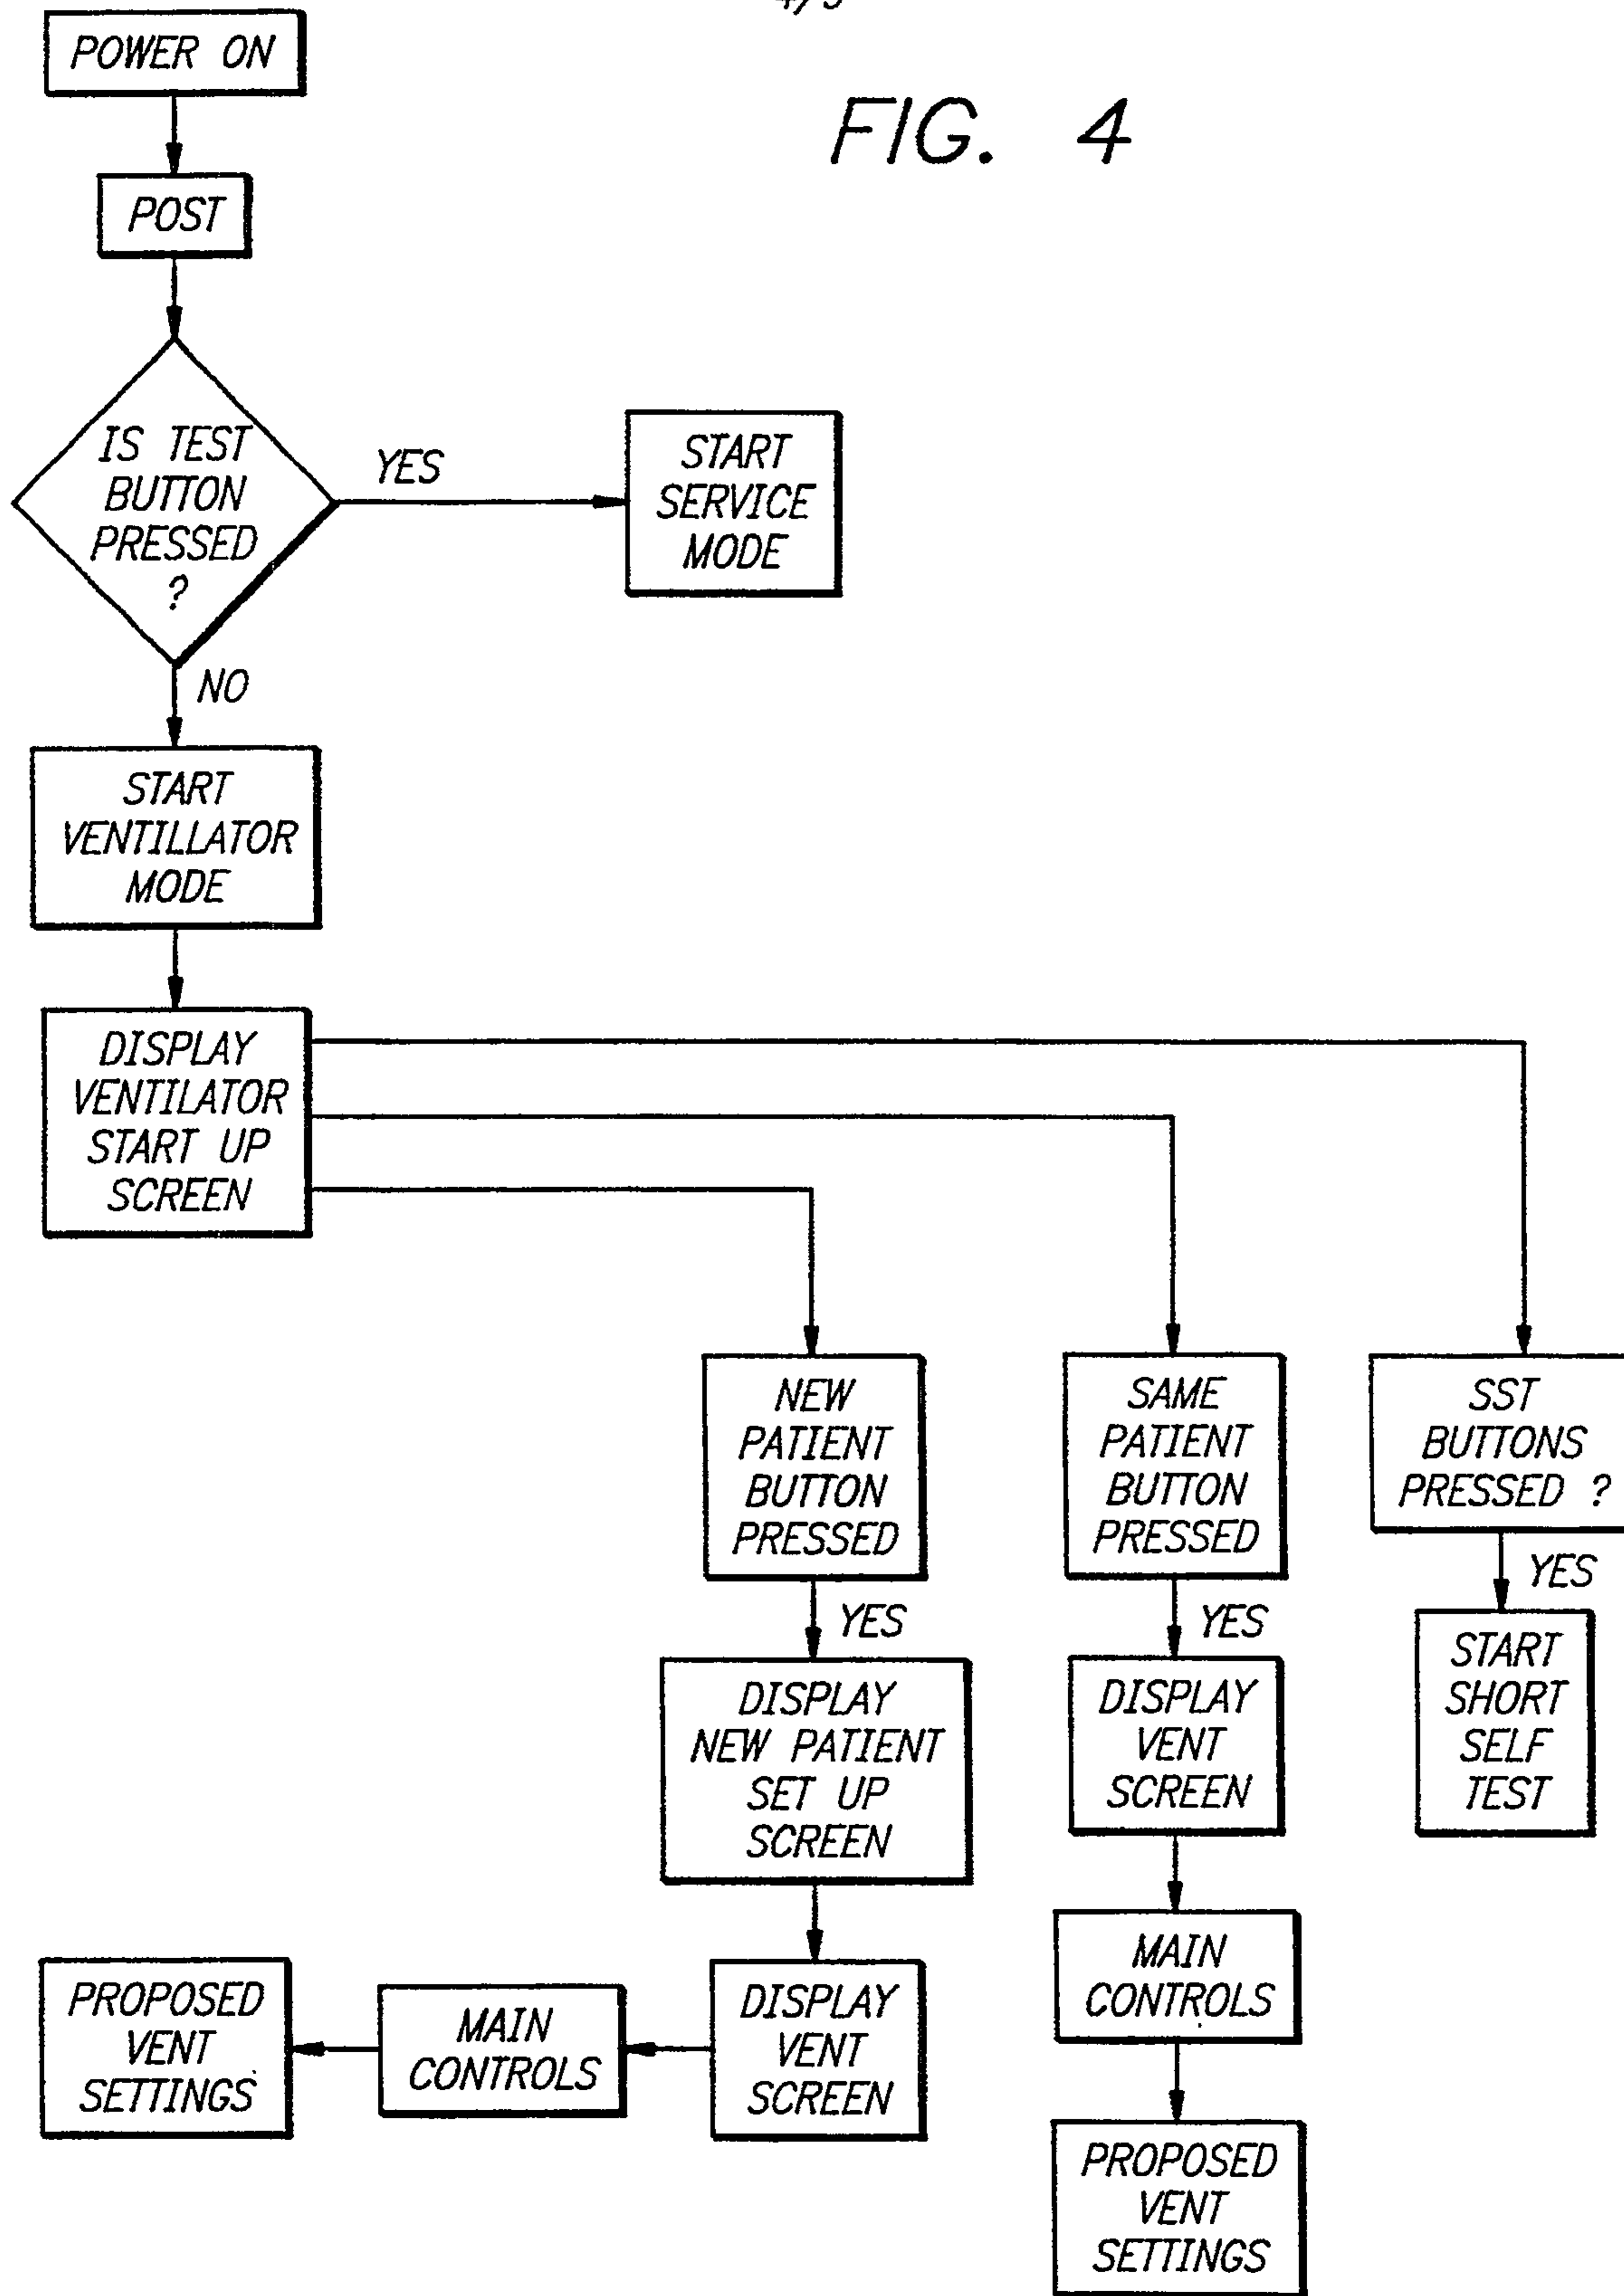 FIG. 4
POWER ON
POST
IS TEST
BUTTON
PRESSED
?
YES
START
SERVICE
MODE
NO
START
VENTILLATOR
MODE
DISPLAY
VENTILATOR
START UP
SCREEN
NEW
PATIENT
BUTTON
PRESSED
YES
DISPLAY
NEW PATIENT
SET UP
SCREEN
DISPLAY
VENT
SCREEN
MAIN
CONTROLS
PROPOSED
VENT
SETTINGS
SAME
PATIENT
BUTTON
PRESSED
YES
DISPLAY
VENT
SCREEN
MAIN
CONTROLS
PROPOSED
VENT
SETTINGS
SST
BUTTONS
PRESSED ?
YES
START
SHORT
SELF
TEST